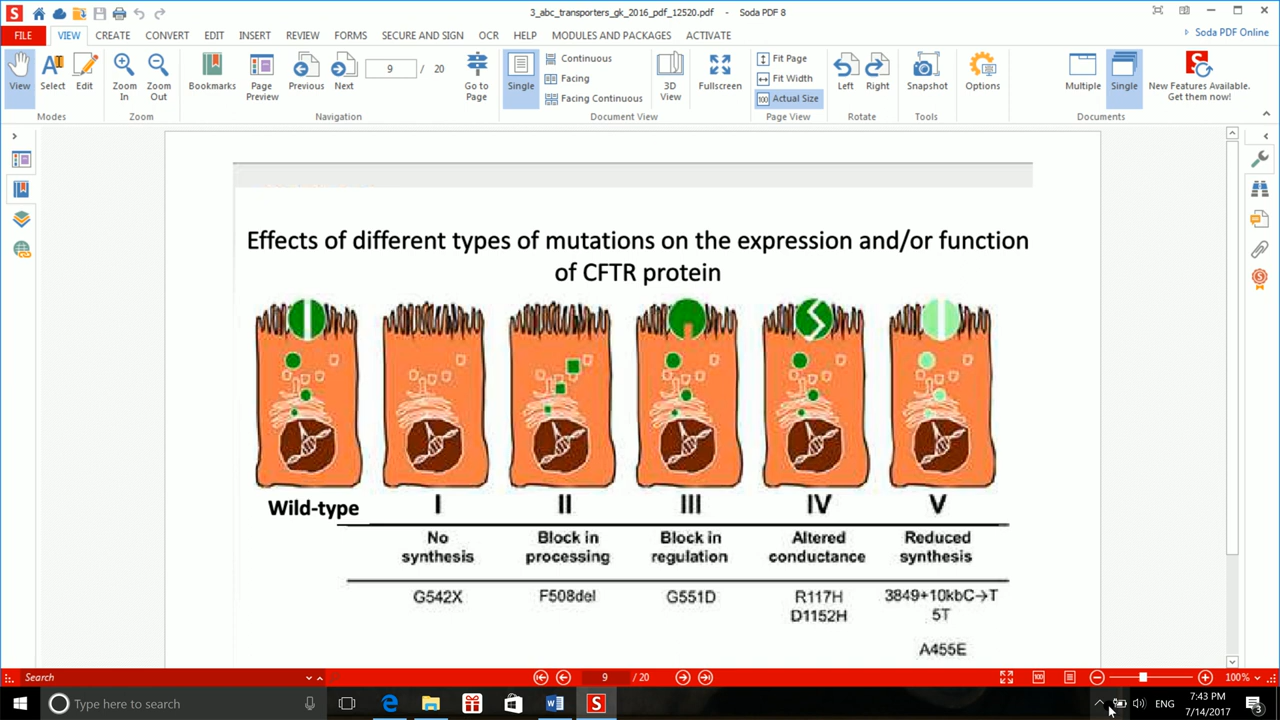 3_abc_transporters_gk_2016_pdf_12520.pdf - Soda PDF 8
FILE VIEW CREATE CONVERT EDIT INSERT REVIEW FORMS SECURE AND SIGN OCR HELP MODULES AND PACKAGES ACTIVATE Soda PDF Online
View
Select
Edit
Modes
Zoom In
Zoom Out
Zoom
Bookmarks
Page Preview
Previous
Next
9 / 20
Navigation
Go to Page
Single
Continuous
Facing
Facing Continuous
3D View
Fullscreen
Document View
Fit Page
Fit Width
100 Actual Size
Page View
Left
Right
Rotate
Snapshot
Tools
Options
Multiple
Single
New Features Available. Get them now!
Documents
Effects of different types of mutations on the expression and/or function
of CFTR protein
Wild-type I II III IV V
No synthesis
Block in processing
Block in regulation
Altered conductance
Reduced synthesis
G542X
F508del
G551D
R117H
D1152H
3849+10kbC→T
5T
A455E
Search 9 / 20 100%
Type here to search
ENG
7:43 PM
7/14/2017
3